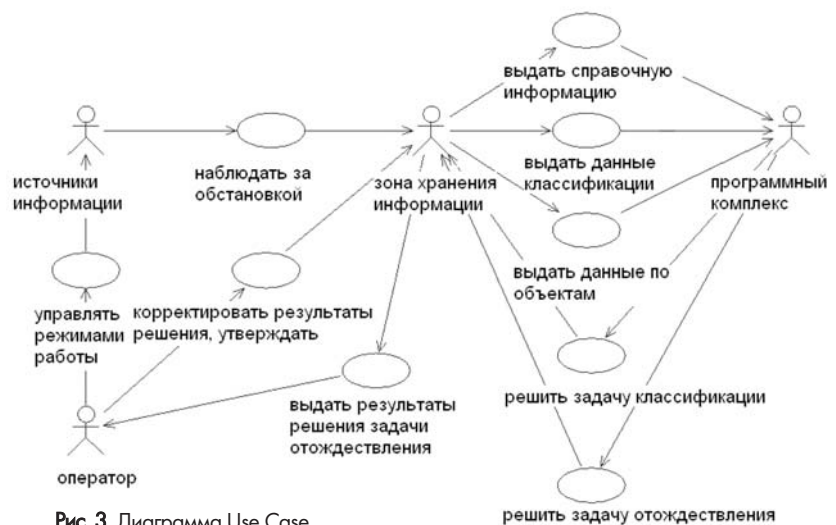 выдать справочную
информацию
источники
информации
наблюдать за
обстановкой
зона хранения
информации
выдать данные
классификации
программный
комплекс
выдать данные по
объектам
управлять
режимами
работы
корректировать результаты
решения, утверждать
выдать результаты
решения задачи
отождествления
решить задачу классификации
оператор
решить задачу отождествления
Рис. 3. Диаграмма Use Case